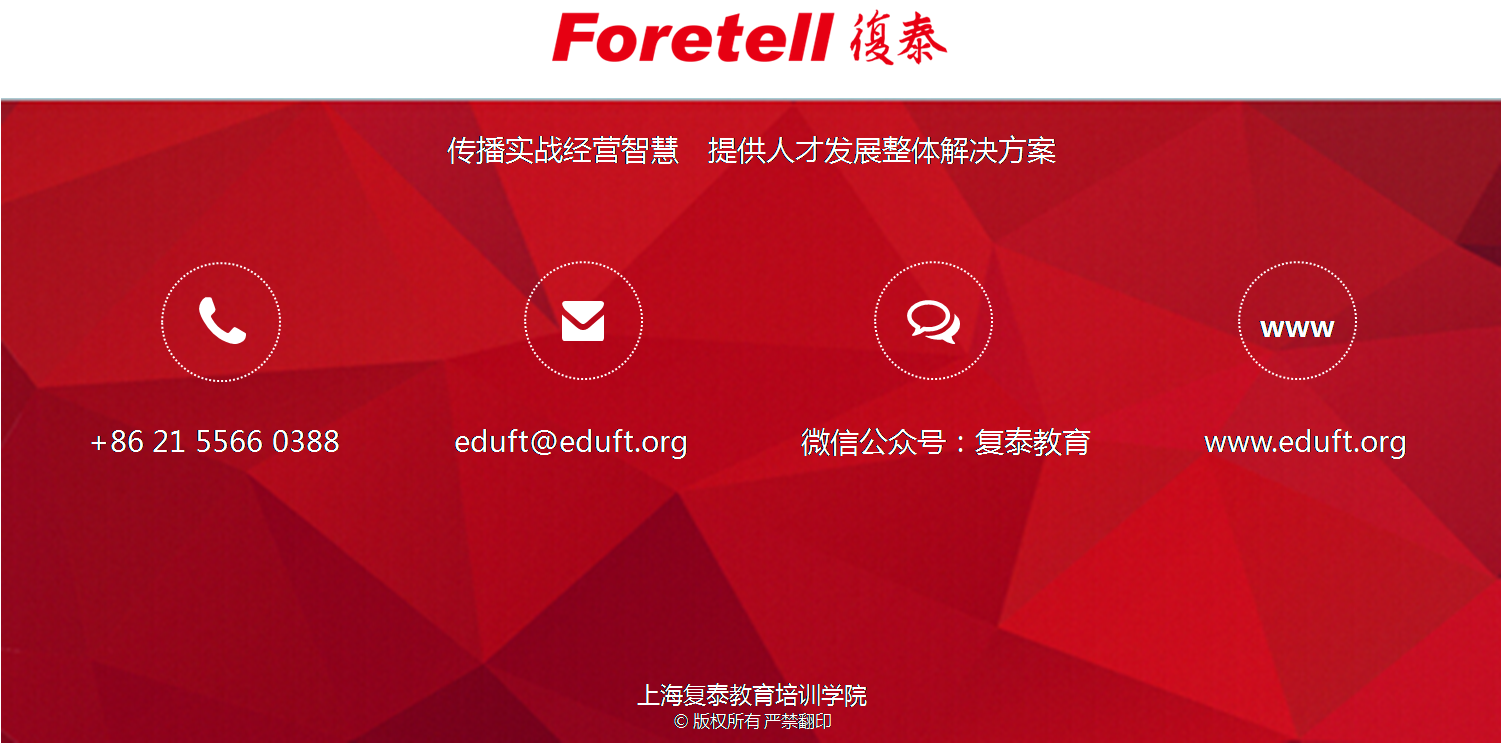 Foretell 復泰
传播实战经营智慧 提供人才发展整体解决方案
www
+86 21 5566 0388 eduft@eduft.org 微信公众号：复泰教育 www.eduft.org
上海复泰教育培训学院
© 版权所有 严禁翻印